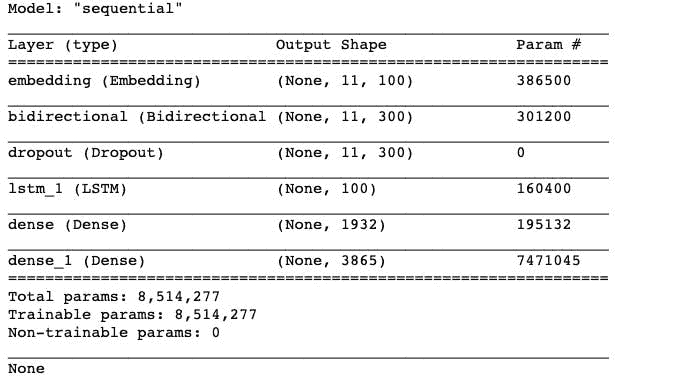 Model: "sequential"
Layer (type) Output Shape Param #
embedding (Embedding) (None, 11, 100) 386500
bidirectional (Bidirectional (None, 11, 300) 301200
dropout (Dropout) (None, 11, 300) 0
lstm_1 (LSTM) (None, 100) 160400
dense (Dense) (None, 1932) 195132
dense_1 (Dense) (None, 3865) 7471045
Total params: 8,514,277
Trainable params: 8,514,277
Non-trainable params: 0
None